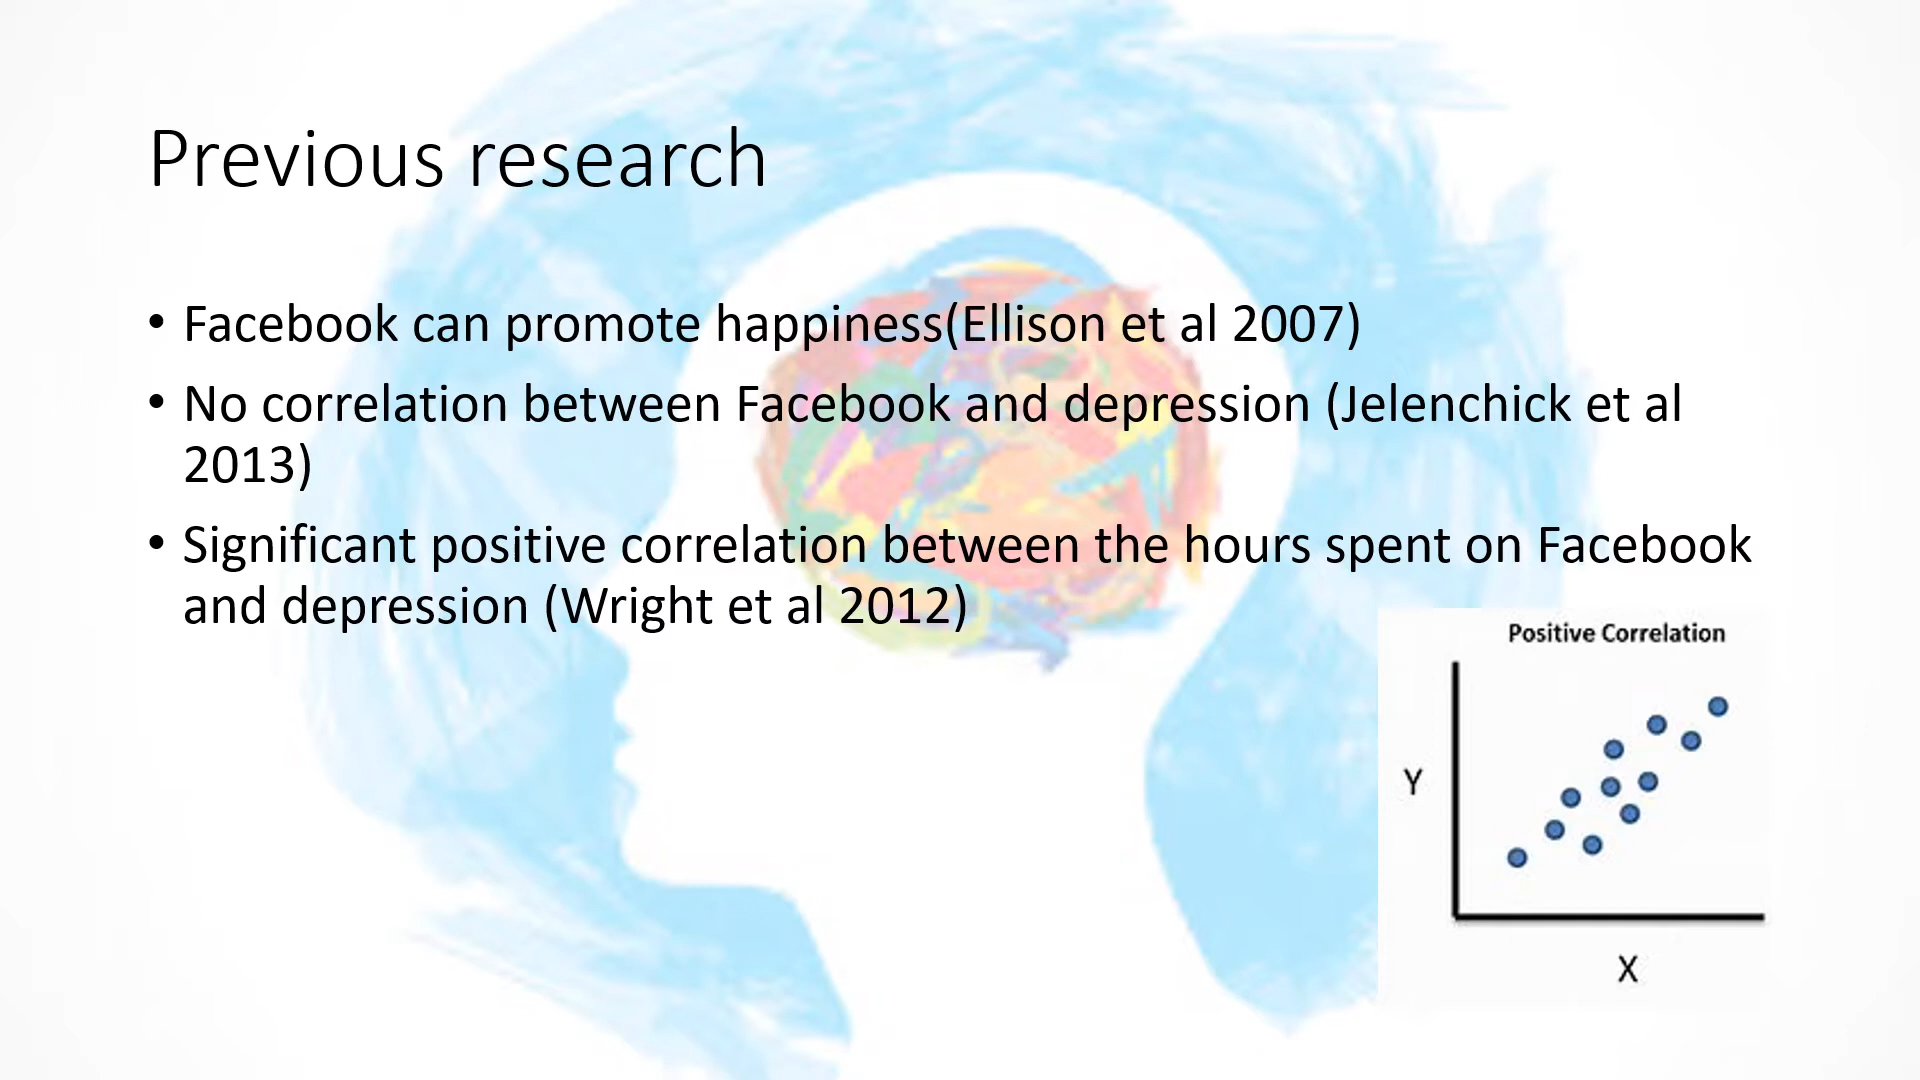 Previous research
• Facebook can promote happiness(Ellison et al 2007)
• No correlation between Facebook and depression (Jelenchick et al
2013)
• Significant positive correlation between the hours spent on Facebook
and depression (Wright et al 2012)
Positive Correlation
Y
X